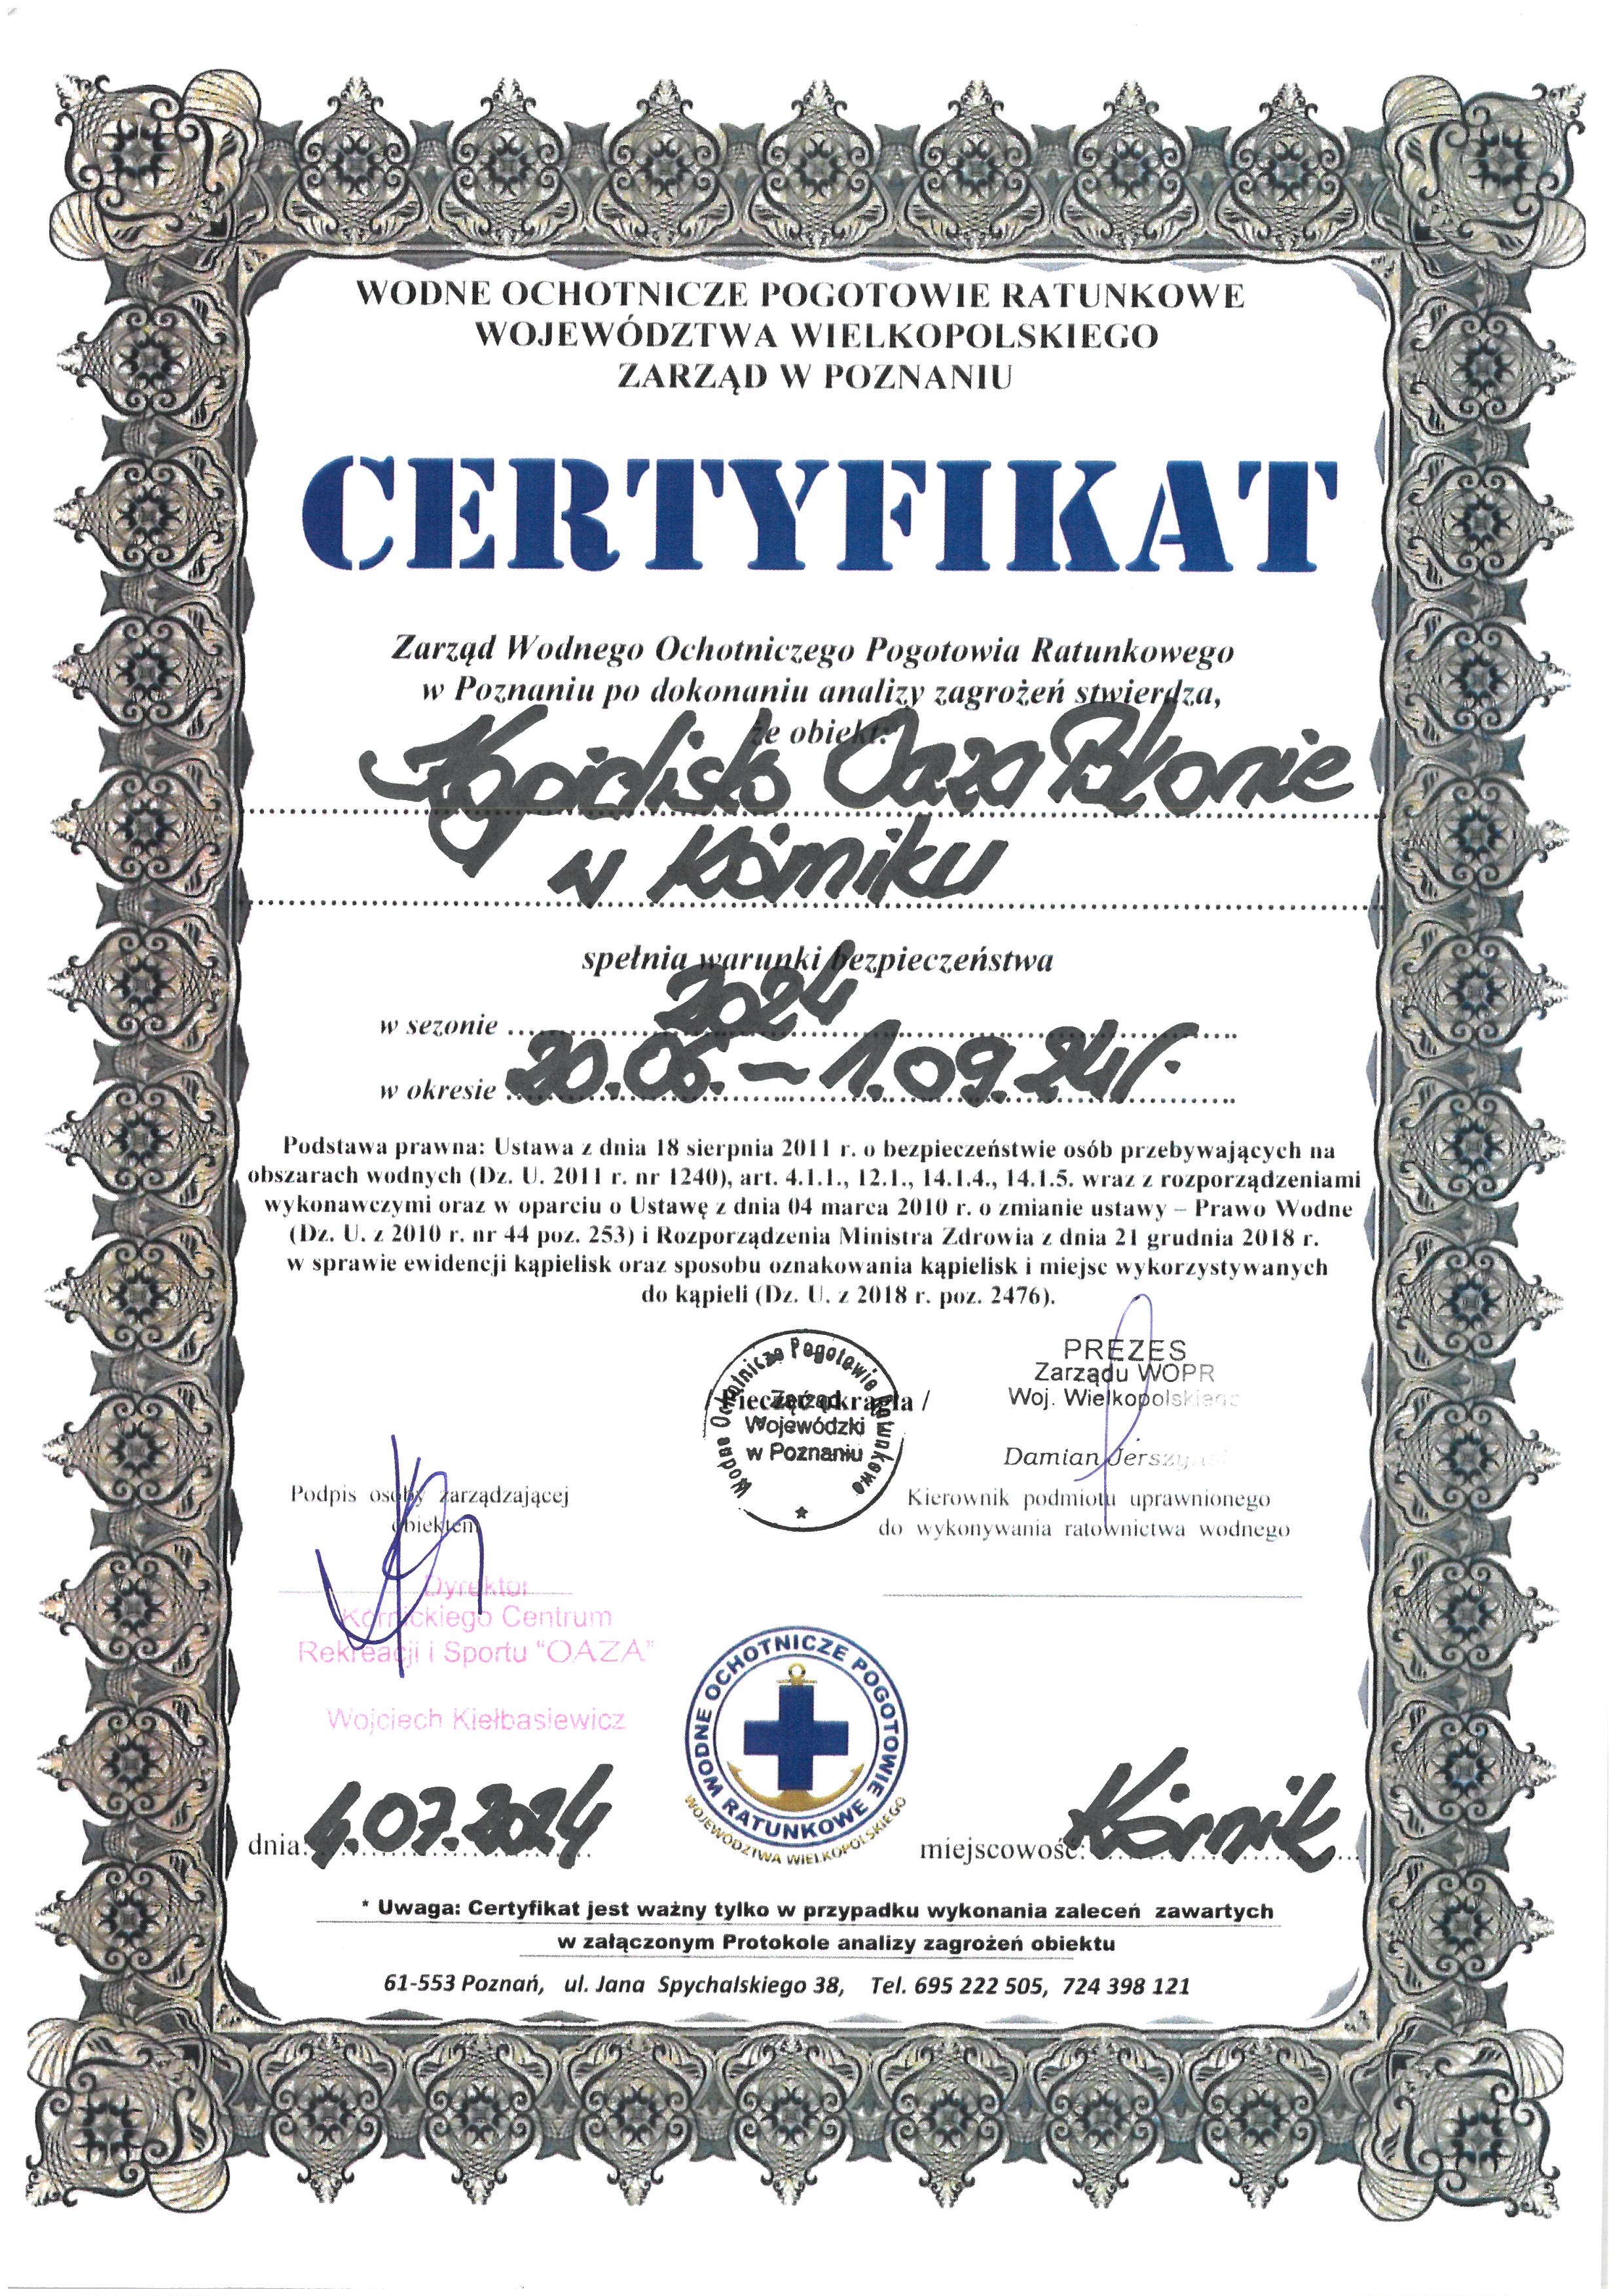 WODNE OCHOTNICZE POGOTOWIE RATUNKOWE
WOJEWÓDZTWA WIELKOPOLSKIEGO
ZARZĄD W POZNANIU
CERTYFIKAT
Zarząd Wodnego Ochotniczego Pogotowia Ratunkowego
w Poznaniu po dokonaniu analizy zagrożeń stwierdza,
że obiekt:
Kąpielisko Oaza Błonie
w Kórniku
spełnia warunki bezpieczeństwa
w sezonie 2024
w okresie 20.06. – 1.09.24r.
Podstawa prawna: Ustawa z dnia 18 sierpnia 2011 r. o bezpieczeństwie osób przebywających na
obszarach wodnych (Dz. U. 2011 r. nr 1240), art. 4.1.1., 12.1., 14.1.4., 14.1.5. wraz z rozporządzeniami
wykonawczymi oraz w oparciu o Ustawę z dnia 04 marca 2010 r. o zmianie ustawy – Prawo Wodne
(Dz. U. z 2010 r. nr 44 poz. 253) i Rozporządzenia Ministra Zdrowia z dnia 21 grudnia 2018 r.
w sprawie ewidencji kąpielisk oraz sposobu oznakowania kąpielisk i miejsc wykorzystywanych
do kąpieli (Dz. U. z 2018 r. poz. 2476).
Wodne Ochotnicze Pogotowie Ratunkowe
Zarząd
Wojewódzki
w Poznaniu
/ Pieczęć okrągła /
PREZES
Zarządu WOPR
Woj. Wielkopolskiego
Damian Jerszyński
Kierownik podmiotu uprawnionego
do wykonywania ratownictwa wodnego
Podpis osoby zarządzającej
obiektem
Dyrektor
Kórnickiego Centrum
Rekreacji i Sportu "OAZA"
Wojciech Kiełbasiewicz
WODNE OCHOTNICZE POGOTOWIE RATUNKOWE
WOJEWÓDZTWA WIELKOPOLSKIEGO
dnia: 4.07.2024
miejscowość: Kórnik
* Uwaga: Certyfikat jest ważny tylko w przypadku wykonania zaleceń zawartych
w załączonym Protokole analizy zagrożeń obiektu
61-553 Poznań, ul. Jana Spychalskiego 38, Tel. 695 222 505, 724 398 121